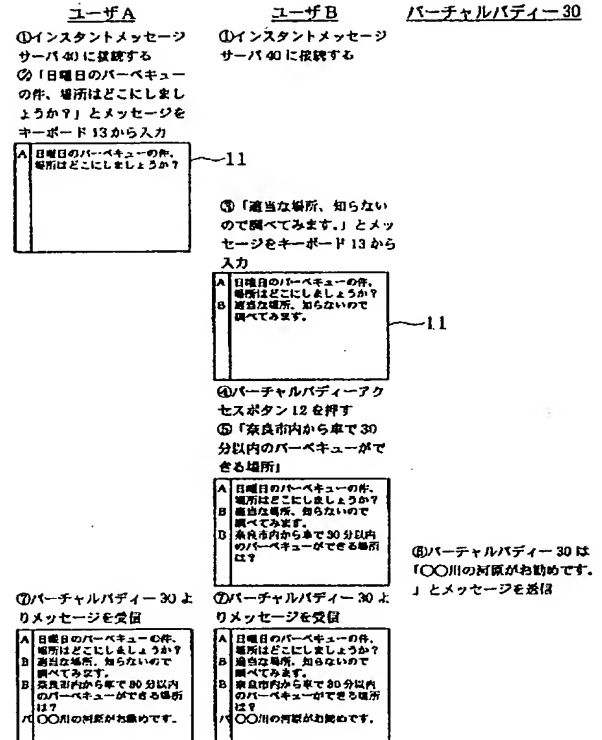 ユーザA
ユーザB
バーチャルバディー30
①インスタントメッセージ
サーバ40に接続する
②「日曜日のバーベキュー
の件、場所はどこにしまし
ょうか？」とメッセージを
キーボード13から入力
①インスタントメッセージ
サーバ40に接続する
A 日曜日のバーベキューの件、
場所はどこにしましょうか？
11
③「適当な場所、知らない
ので調べてみます。」とメッ
セージをキーボード13から
入力
A 日曜日のバーベキューの件、
場所はどこにしましょうか？
B 適当な場所、知らないので
調べてみます。
11
④バーチャルバディーアク
セスボタン12を押す
⑤「奈良市内から車で30
分以内のバーベキューがで
きる場所」
A 日曜日のバーベキューの件、
場所はどこにしましょうか？
B 適当な場所、知らないので
調べてみます。
B 奈良市内から車で30分以内
のバーベキューができる場所
は？
⑥バーチャルバディー30は
「〇〇川の河原がお勧めです。
」とメッセージを送信
⑦バーチャルバディー30よ
りメッセージを受信
A 日曜日のバーベキューの件、
場所はどこにしましょうか？
B 適当な場所、知らないので
調べてみます。
B 奈良市内から車で30分以内
のバーベキューができる場所
は？
バ 〇〇川の河原がお勧めです。
⑦バーチャルバディー30よ
りメッセージを受信
A 日曜日のバーベキューの件、
場所はどこにしましょうか？
B 適当な場所、知らないので
調べてみます。
B 奈良市内から車で30分以内
のバーベキューができる場所
は？
バ 〇〇川の河原がお勧めです。